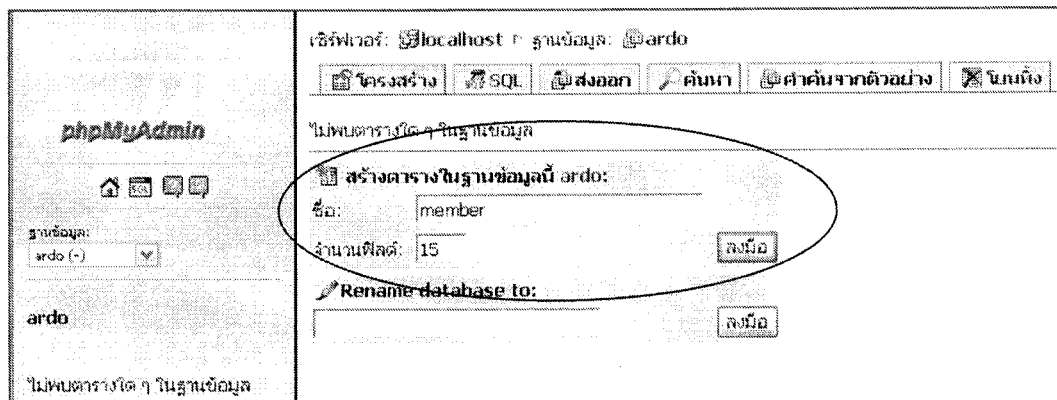 phpMyAdmin
ฐานข้อมูล:
ardo (-)
ardo
ไม่พบตารางใด ๆ ในฐานข้อมูล
เซิร์ฟเวอร์: localhost ฐานข้อมูล: ardo
โครงสร้าง SQL ส่งออก ค้นหา คำค้นจากตัวอย่าง โยนทิ้ง
ไม่พบตารางใด ๆ ในฐานข้อมูล
สร้างตารางในฐานข้อมูลนี้ ardo:
ชื่อ: member
จำนวนฟิลด์: 15 ลงมือ
Rename database to:
ลงมือ